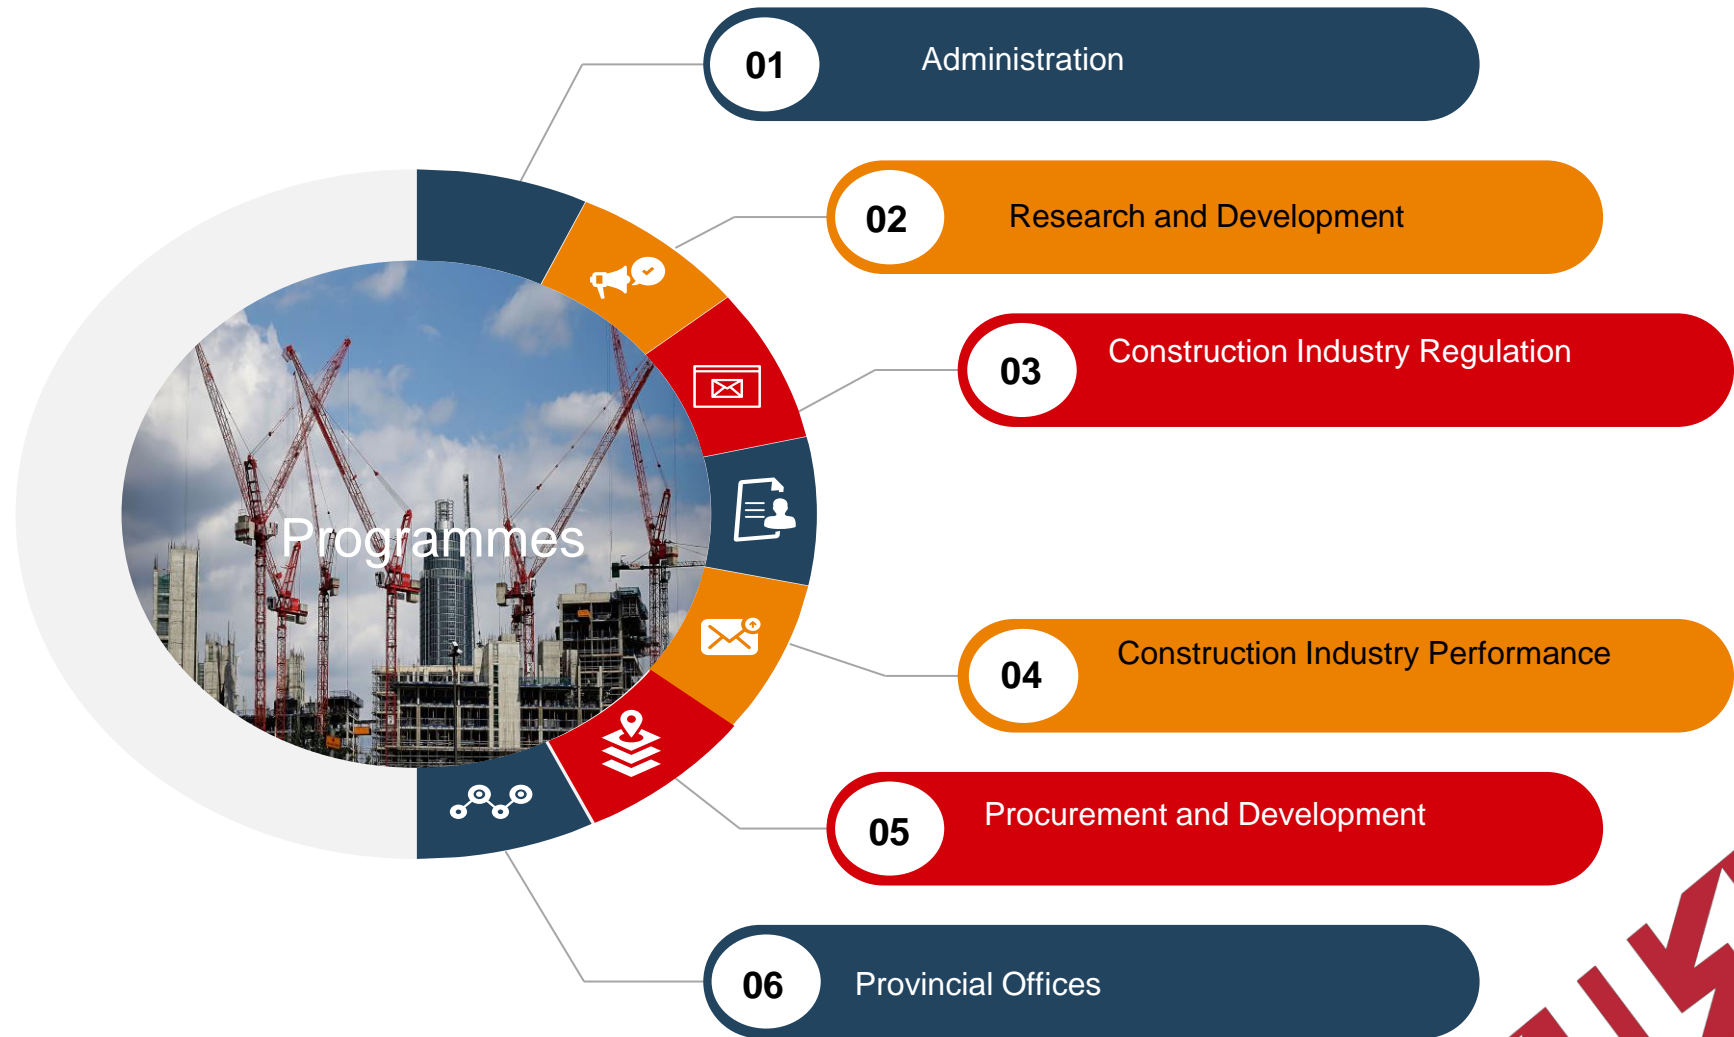 01
Administration
02
Research and Development
03
Construction Industry Regulation
Programmes
04
Construction Industry Performance
05
Procurement and Development
06
Provincial Offices